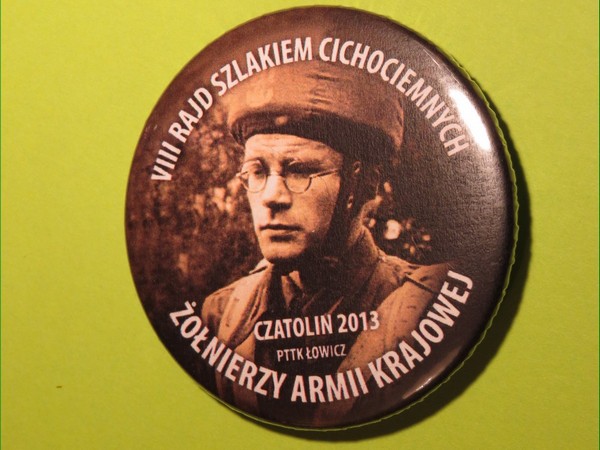 VIII RAJD SZLAKIEM CICHOCIEMNYCH
CZATOLIN 2013
PTTK ŁOWICZ
ŻOŁNIERZY ARMII KRAJOWEJ